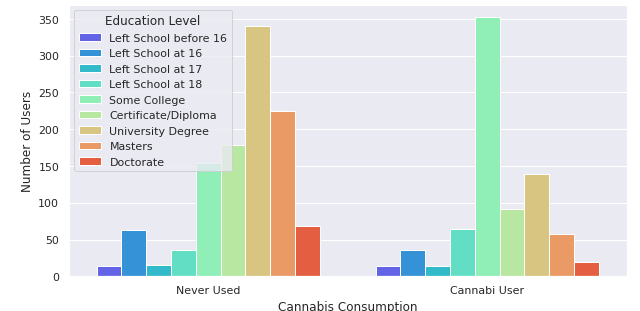 Education Level
Left School before 16
Left School at 16
Left School at 17
Left School at 18
Some College
Certificate/Diploma
University Degree
Masters
Doctorate
Number of Users
350
300
250
200
150
100
50
0
Never Used
Cannabi User
Cannabis Consumption